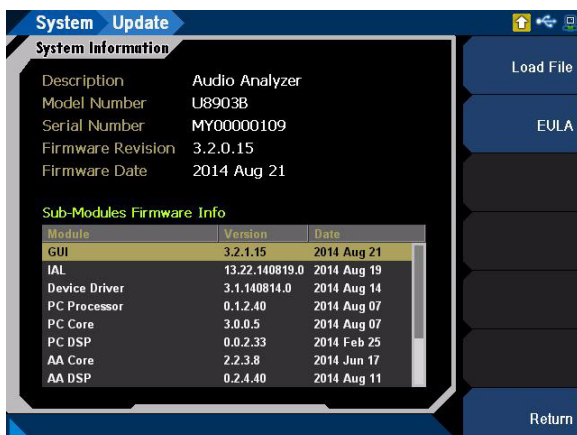 System Update
System Information
Description Audio Analyzer
Model Number U8903B
Serial Number MY00000109
Firmware Revision 3.2.0.15
Firmware Date 2014 Aug 21
Sub-Modules Firmware Info
Module Version Date
GUI 3.2.1.15 2014 Aug 21
IAL 13.22.140819.0 2014 Aug 19
Device Driver 3.1.140814.0 2014 Aug 14
PC Processor 0.1.2.40 2014 Aug 07
PC Core 3.0.0.5 2014 Aug 07
PC DSP 0.0.2.33 2014 Feb 25
AA Core 2.2.3.8 2014 Jun 17
AA DSP 0.2.4.40 2014 Aug 11
Load File
EULA
Return